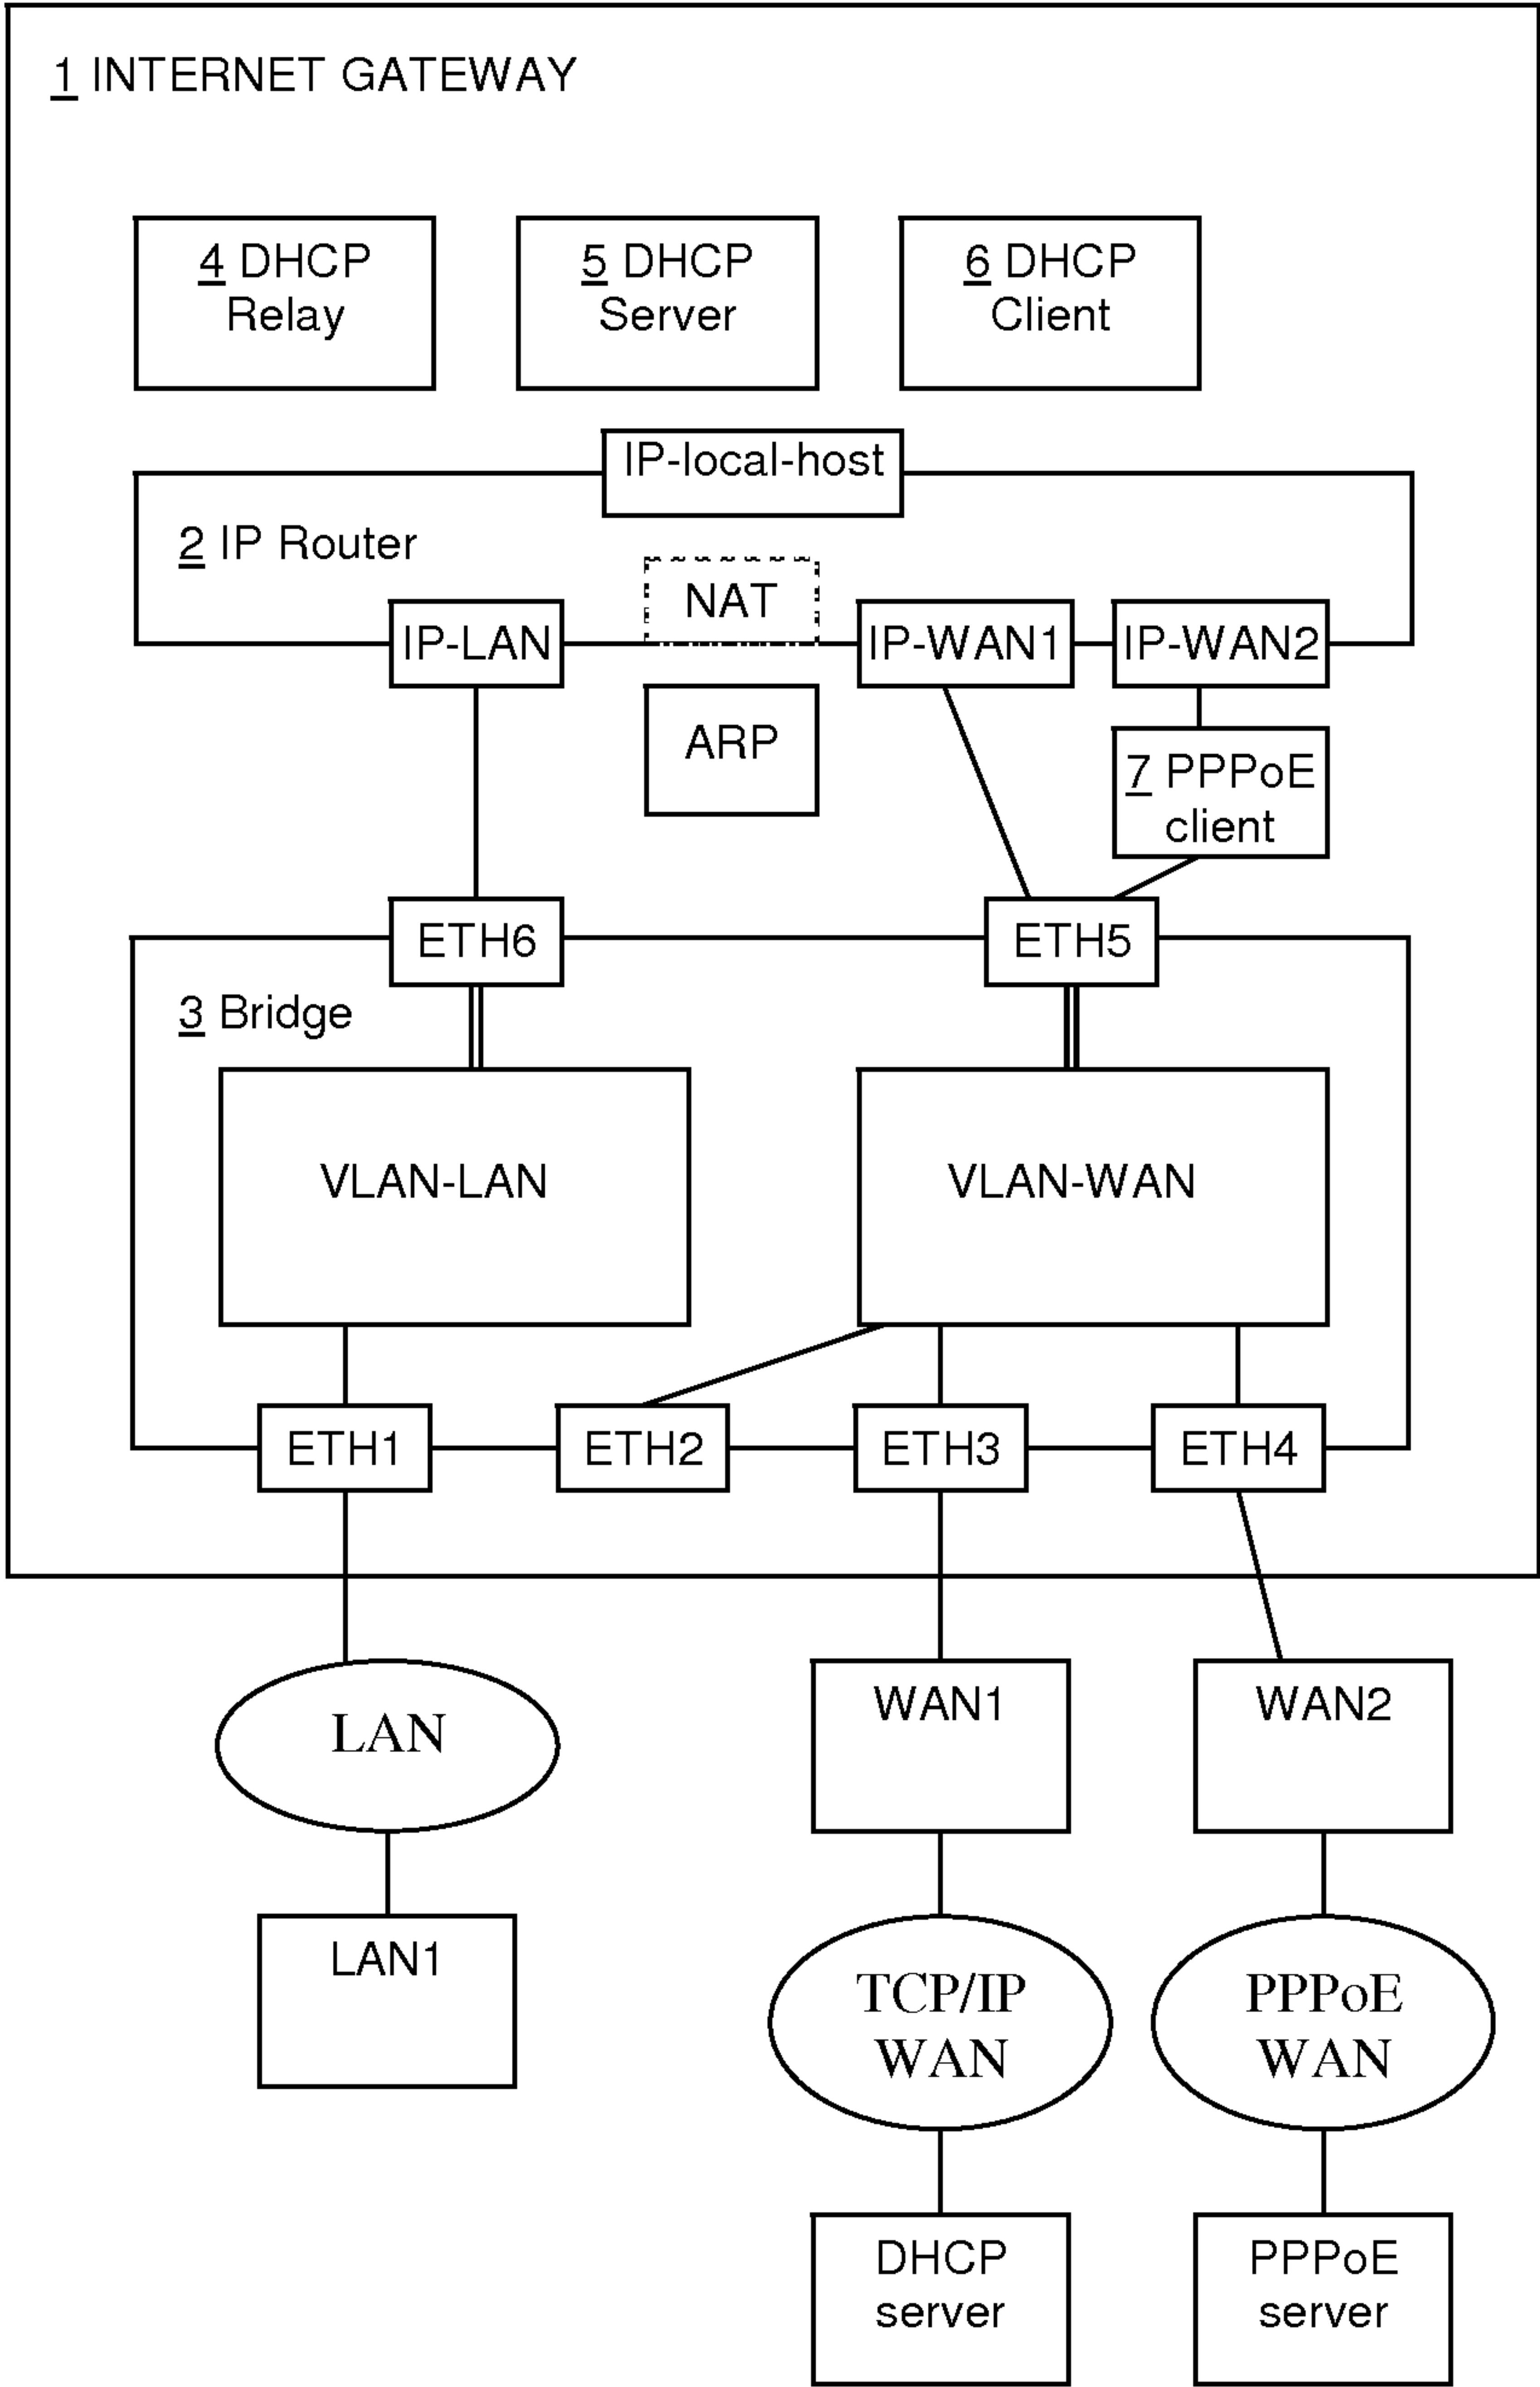 1 INTERNET GATEWAY
4 DHCP
Relay
5 DHCP
Server
6 DHCP
Client
IP-local-host
2 IP Router
NAT
IP-LAN
IP-WAN1
IP-WAN2
ARP
7 PPPoE
client
ETH6
ETH5
3 Bridge
VLAN-LAN
VLAN-WAN
ETH1
ETH2
ETH3
ETH4
LAN
WAN1
WAN2
LAN1
TCP/IP
WAN
PPPoE
WAN
DHCP
server
PPPoE
server